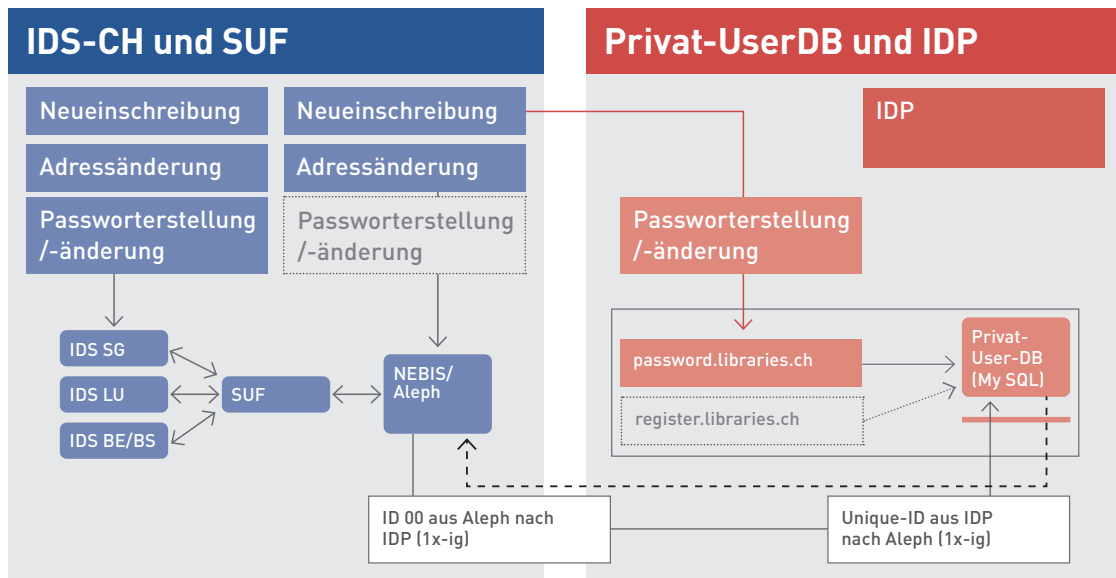 IDS-CH und SUF
Neueinschreibung
Adressänderung
Passworterstellung
/-änderung
Neueinschreibung
Adressänderung
Passworterstellung
/-änderung
IDS SG
IDS LU
IDS BE/BS
SUF
NEBIS/
Aleph
Privat-UserDB und IDP
IDP
Passworterstellung
/-änderung
password.libraries.ch
register.libraries.ch
Privat-
User-DB
(My SQL)
ID 00 aus Aleph nach
IDP (1x-ig)
Unique-ID aus IDP
nach Aleph (1x-ig)